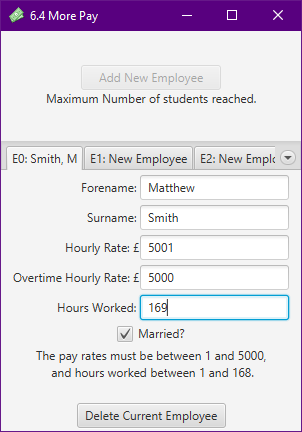 6.4 More Pay
Add New Employee
Maximum Number of students reached.
E0: Smith, M
E1: New Employee
E2: New Emplo
Forename:
Matthew
Surname:
Smith
Hourly Rate: £
5001
Overtime Hourly Rate: £
5000
Hours Worked:
169
Married?
The pay rates must be between 1 and 5000,
and hours worked between 1 and 168.
Delete Current Employee